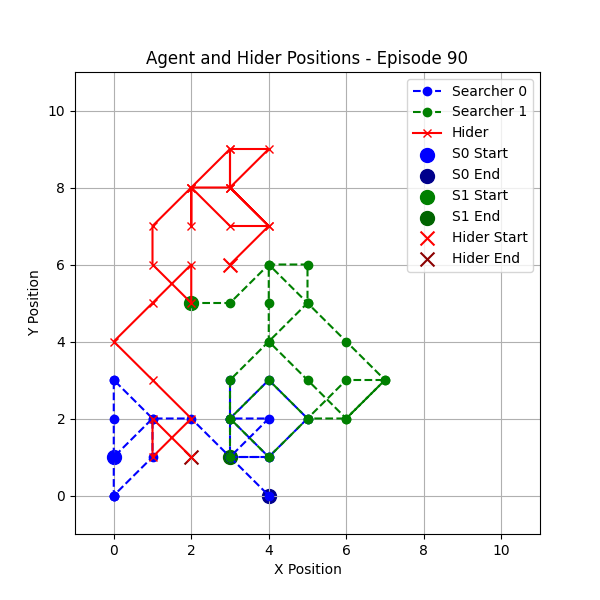 Agent and Hider Positions - Episode 90
Y Position
10
8
6
4
2
0
0 2 4 6 8 10
X Position
Searcher 0
Searcher 1
Hider
S0 Start
S0 End
S1 Start
S1 End
Hider Start
Hider End